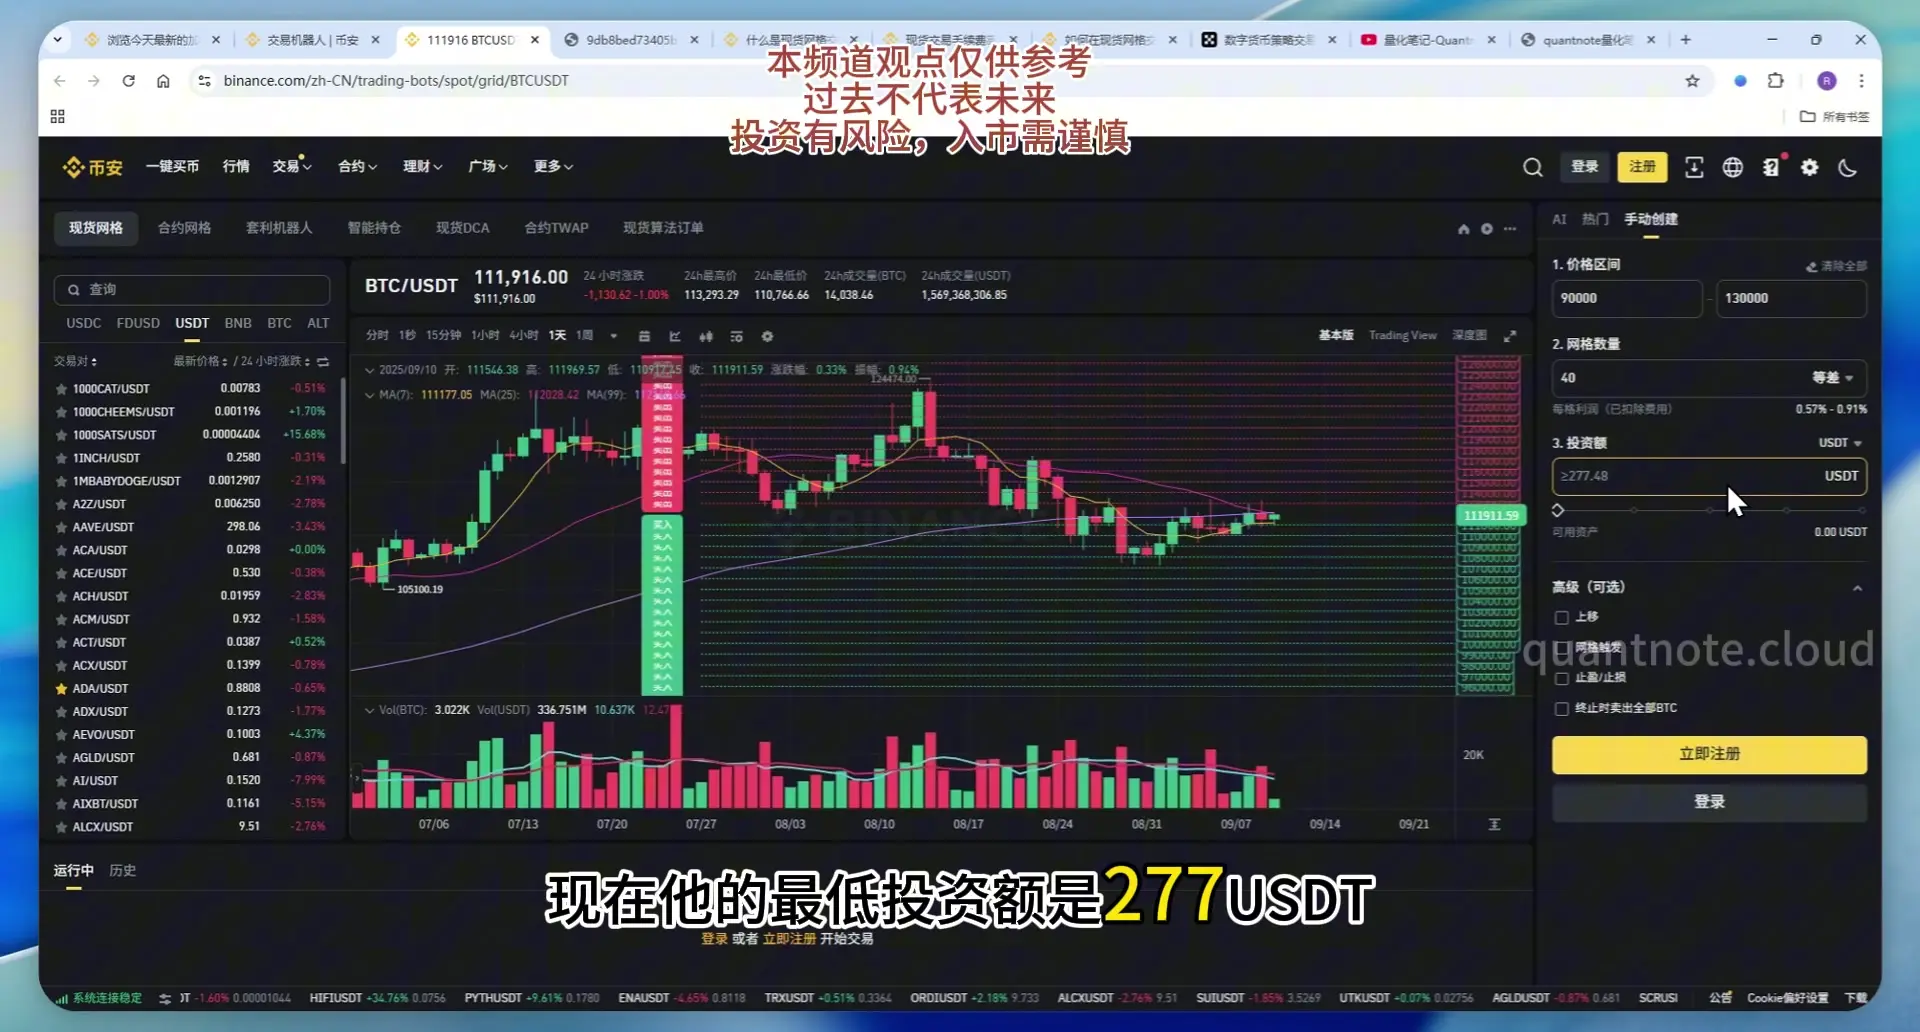 浏览今天最新的加
交易机器人 | 币安
111916 BTCUSD
9db8bed73405b
什么是现货网格交
现货交易手续费
如何在现货网格交
数字货币策略交易
量化笔记-Quant
quantnote量化笔
binance.com/zh-CN/trading-bots/spot/grid/BTCUSDT
R
所有书签
本频道观点仅供参考
过去不代表未来
投资有风险，入市需谨慎
币安 一键买币 行情 交易 合约 理财 广场 更多
登录 注册
现货网格 合约网格 套利机器人 智能持仓 现货DCA 合约TWAP 现货算法订单
查询
USDC FDUSD USDT BNB BTC ALT
交易对 最新价格 / 24 小时涨跌
1000CAT/USDT 0.00783 -0.51%
1000CHEEMS/USDT 0.001196 +1.70%
1000SATS/USDT 0.00004404 +15.68%
1INCH/USDT 0.2580 -0.31%
1MBABYDOGE/USDT 0.0012907 -2.19%
A2Z/USDT 0.006250 -2.78%
AAVE/USDT 298.06 -3.43%
ACA/USDT 0.0298 +0.00%
ACE/USDT 0.530 -0.38%
ACH/USDT 0.01959 -2.83%
ACM/USDT 0.932 -1.58%
ACT/USDT 0.0387 +0.52%
ACX/USDT 0.1399 -0.78%
ADA/USDT 0.8808 -0.65%
ADX/USDT 0.1273 -1.77%
AEVO/USDT 0.1003 +4.37%
AGLD/USDT 0.681 -0.87%
AI/USDT 0.1520 -7.99%
AIXBT/USDT 0.1161 -5.15%
ALCX/USDT 9.51 -2.76%
BTC/USDT
111,916.00
$111,916.00
24 小时涨跌
-1,130.62 -1.00%
24h最高价
113,293.29
24h最低价
110,766.66
24h成交量(BTC)
14,038.46
24h成交量(USDT)
1,569,368,306.85
分时 1秒 15分钟 1小时 4小时 1天 1周
基本版 Trading View 深度图
2025/09/10 开: 111546.38 高: 111969.57 低: 收: 111911.59 涨跌幅: 0.33% 振幅: 0.94%
MA(7): 111177.05 MA(25): 112028.42 MA(99):
124474.00
105100.19
买入
111911.59
Vol(BTC): 3.022K Vol(USDT) 336.751M 10.637K
20K
07/06 07/13 07/20 07/27 08/03 08/10 08/17 08/24 08/31 09/07 09/14 09/21
AI 热门 手动创建
1. 价格区间 清除全部
90000 - 130000
2. 网格数量
40 等差
每格利润（已扣除费用） 0.57% - 0.91%
3. 投资额 USDT
≥277.48 USDT
可用资产 0.00 USDT
高级（可选）
上移
网格触发
quantnote.cloud
止盈/止损
终止时卖出全部BTC
立即注册
登录
运行中 历史
现在他的最低投资额是277USDT
登录 或者 立即注册 开始交易
系统连接稳定 -1.60% 0.00001044 HIFIUSDT +34.76% 0.0756 PYTHUSDT +9.61% 0.1780 ENAUSDT -4.65% 0.8118 TRXUSDT +0.51% 0.3364 ORDIUSDT +2.18% 9.733 ALCXUSDT -2.76% 9.51 SUIUSDT -1.85% 3.5269 UTKUSDT +0.07% 0.02756 AGLDUSDT -0.87% 0.681 SCRUSI 公告 Cookie偏好设置 下载